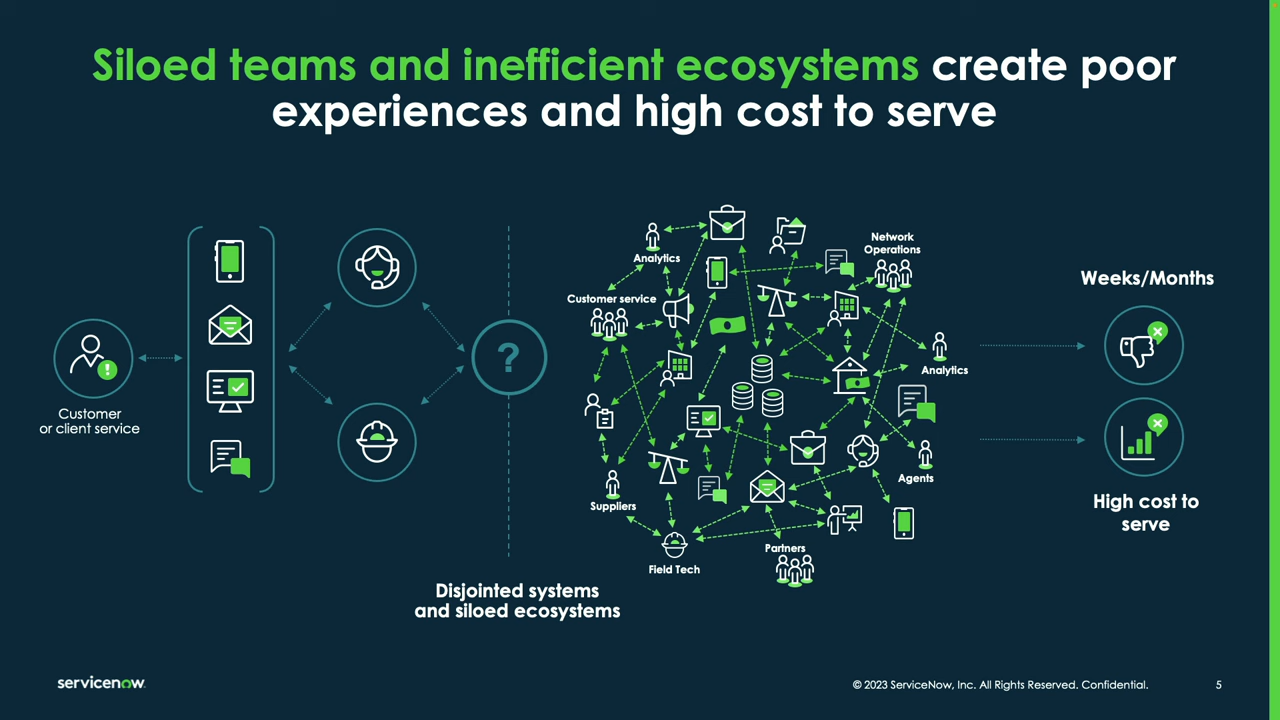 Siloed teams and inefficient ecosystems create poor
experiences and high cost to serve
Customer
or client service
?
Disjointed systems
and siloed ecosystems
Analytics
Network
Operations
Customer service
Analytics
Agents
Suppliers
Field Tech
Partners
Weeks/Months
High cost to
serve
servicenow.
© 2023 ServiceNow, Inc. All Rights Reserved. Confidential.
5